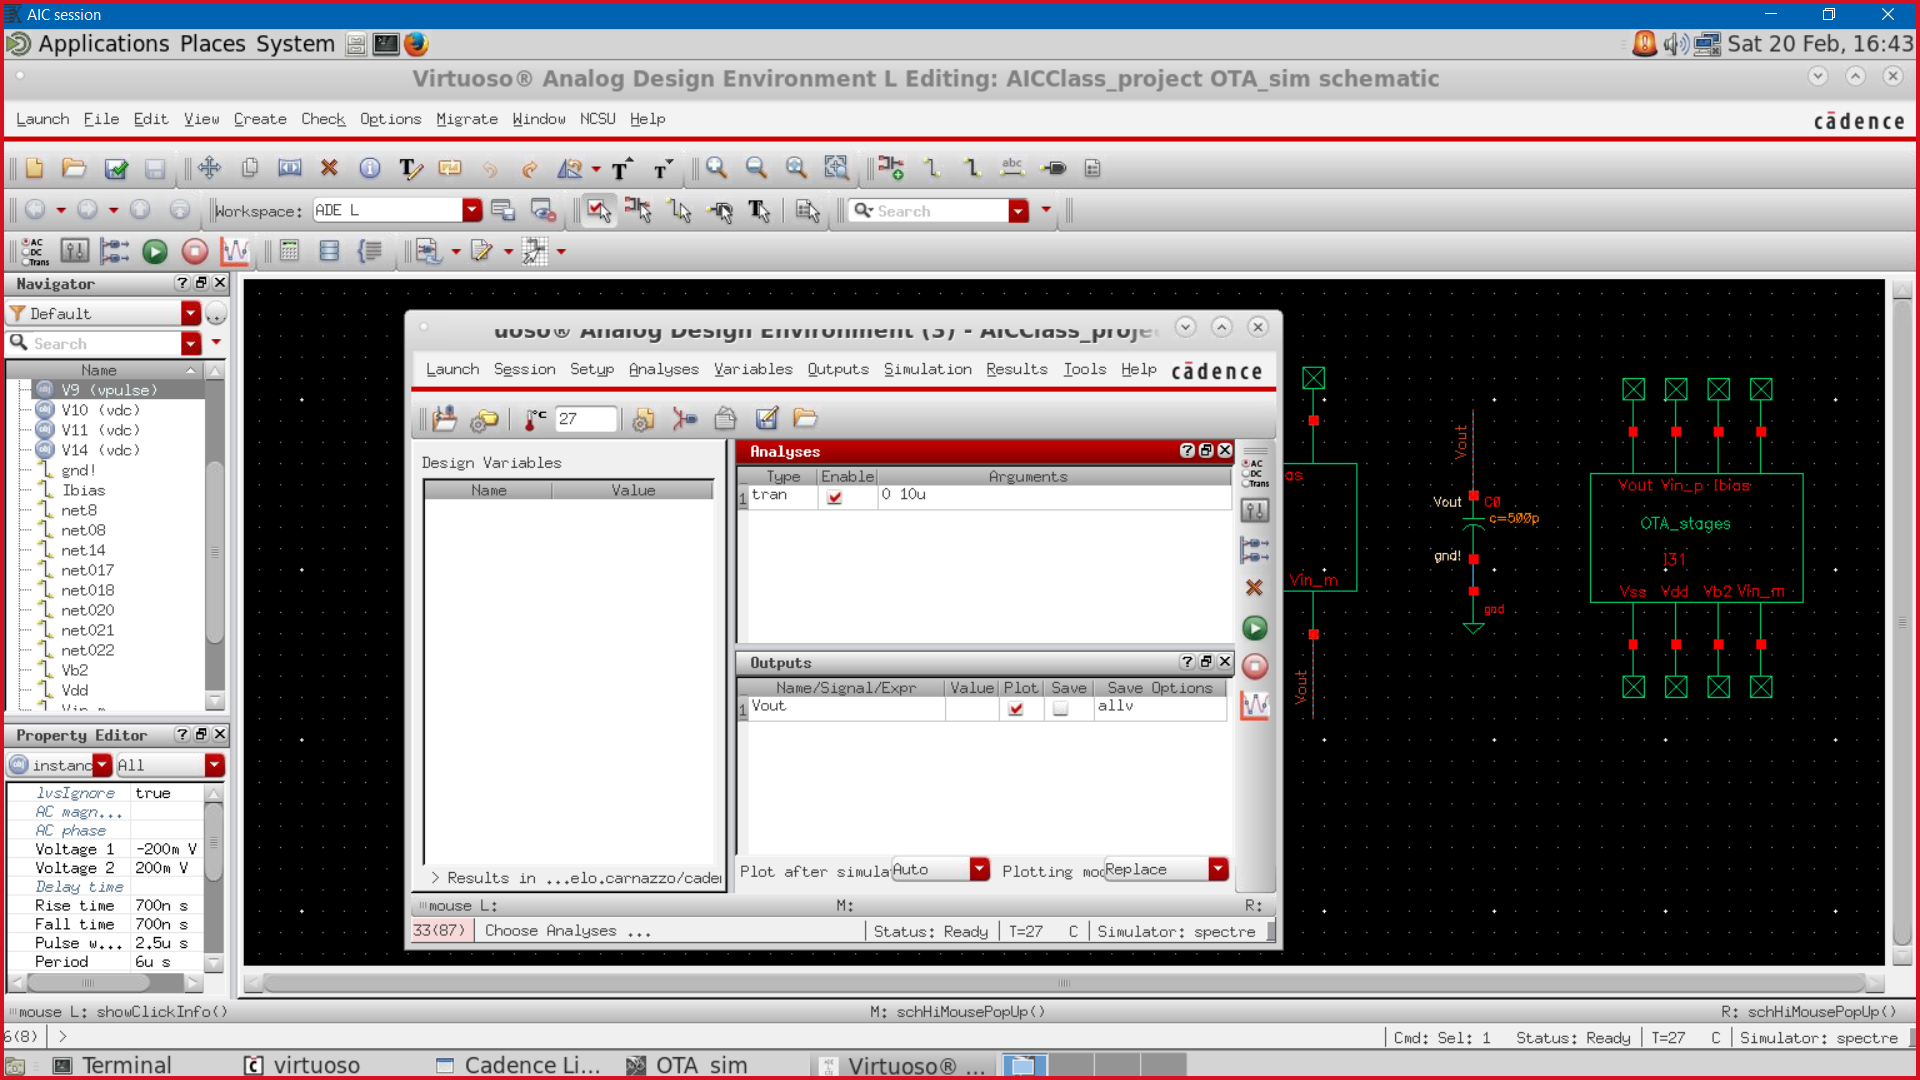 AIC session
Applications Places System
Sat 20 Feb, 16:43
Virtuoso® Analog Design Environment L Editing: AICClass_project OTA_sim schematic
Launch File Edit View Create Check Options Migrate Window NCSU Help
cādence
abc
Workspace: ADE L
Search
AC
DC
Trans
Navigator
Default
Search
Name
V9 (vpulse)
V10 (vdc)
V11 (vdc)
V14 (vdc)
gnd!
Ibias
net8
net08
net14
net017
net018
net020
net021
net022
Vb2
Vdd
Vin_m
Property Editor
instanc All
lvsIgnore true
AC magn...
AC phase
Voltage 1 -200m V
Voltage 2 200m V
Delay time
Rise time 700n s
Fall time 700n s
Pulse w... 2.5u s
Period 6u s
uoso® Analog Design Environment (3) - AICClass_projec
Launch Session Setup Analyses Variables Outputs Simulation Results Tools Help
cādence
°C 27
Design Variables
Name Value
> Results in ...elo.carnazzo/cader
Analyses
Type Enable Arguments
1 tran 0 10u
Outputs
Name/Signal/Expr Value Plot Save Save Options
1 Vout allv
Plot after simula Auto Plotting mod Replace
AC
DC
Trans
mouse L: M: R:
33(87) Choose Analyses ... Status: Ready T=27 C Simulator: spectre
as
Vin_m
Vout
Vout
Vout C0
c=500p
gnd!
gnd
Vout Vin_p Ibias
OTA_stages
I31
Vss Vdd Vb2 Vin_m
mouse L: showClickInfo() M: schHiMousePopUp() R: schHiMousePopUp()
6(8) > Cmd: Sel: 1 Status: Ready T=27 C Simulator: spectre
Terminal virtuoso Cadence Li... OTA_sim Virtuoso® ...